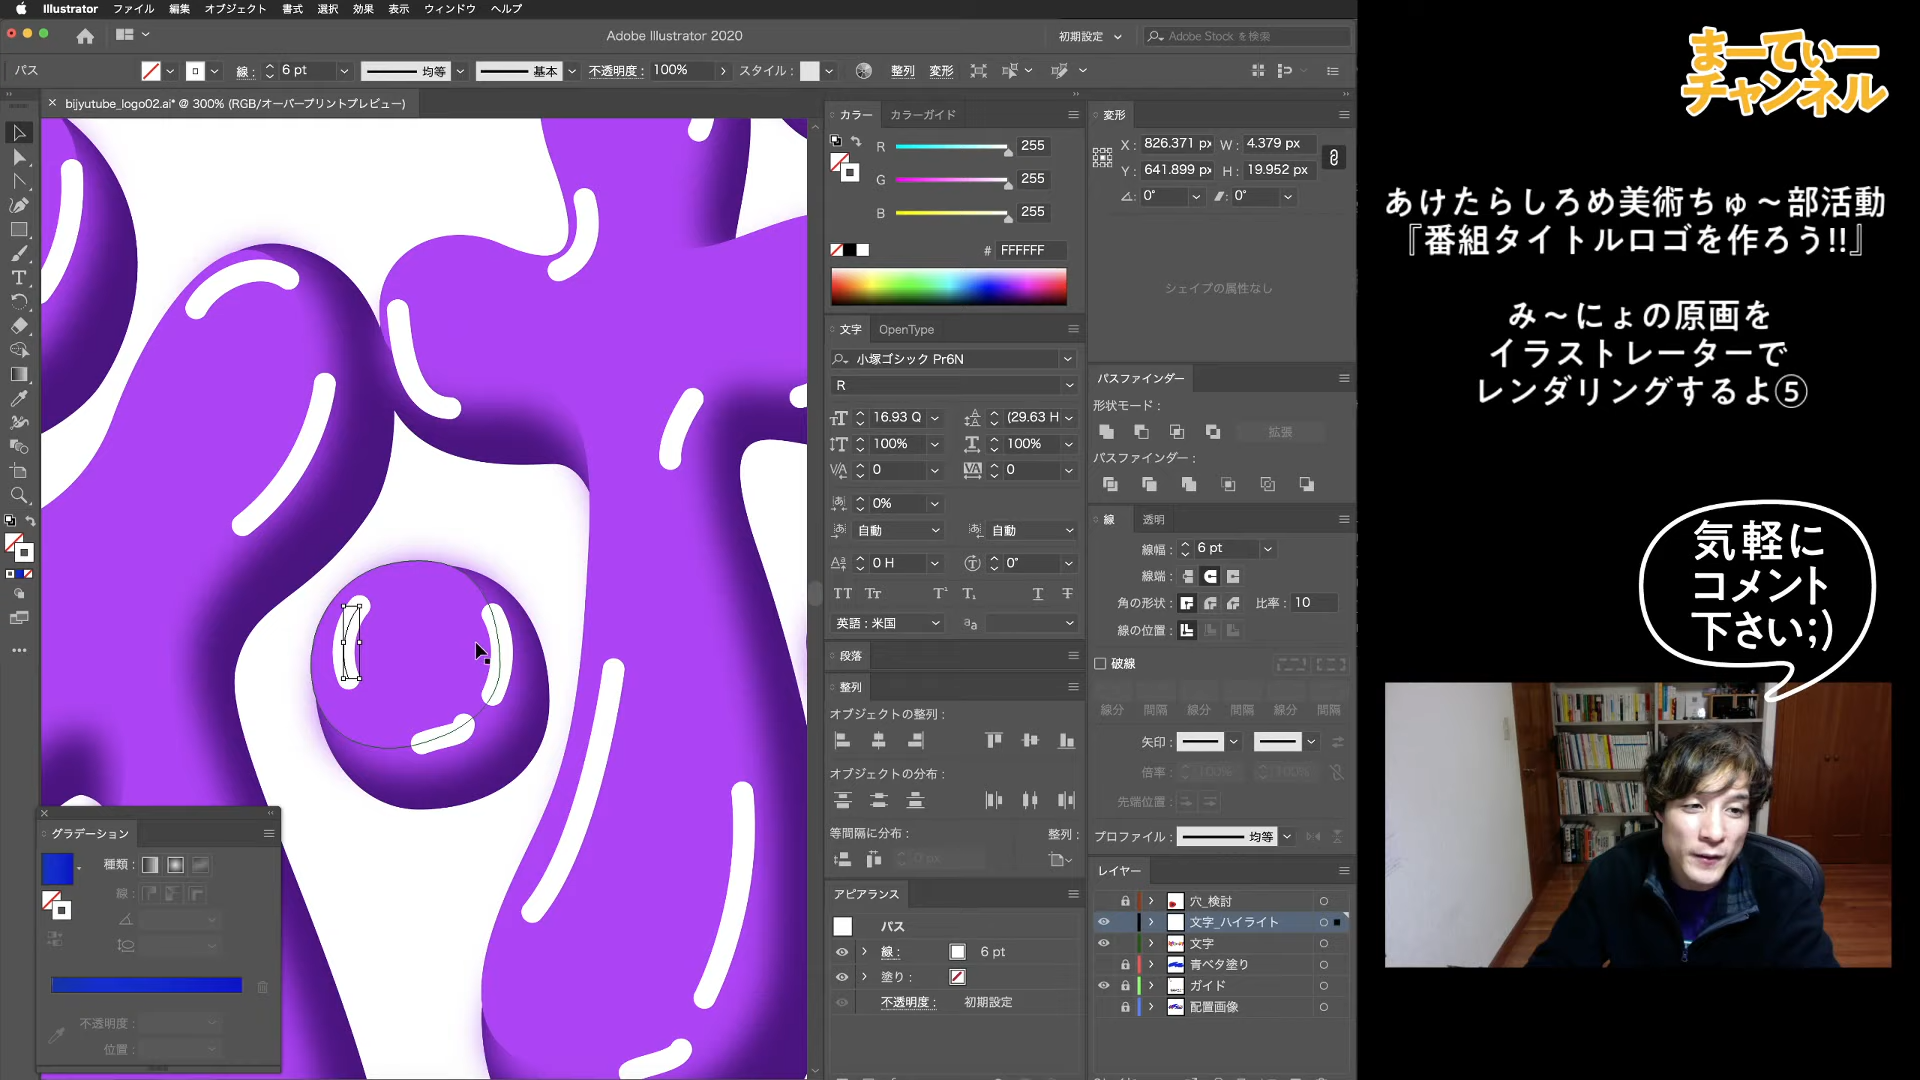 Illustrator ファイル 編集 オブジェクト 書式 選択 効果 表示 ウィンドウ ヘルプ
Adobe Illustrator 2020
初期設定
Adobe Stock を検索
パス
線 : 6 pt
均等
基本
不透明度 : 100%
スタイル :
整列 変形
bijyutube_logo02.ai* @ 300% (RGB/オーバープリントプレビュー)
カラー カラーガイド
R 255
G 255
B 255
# FFFFFF
文字 OpenType
小塚ゴシック Pr6N
R
16.93 Q (29.63 H
100% 100%
0 0
0%
自動 自動
0 H 0°
英語 : 米国
段落
整列
オブジェクトの整列 :
オブジェクトの分布 :
等間隔に分布 : 整列 :
0 px
アピアランス
パス
線 : 6 pt
塗り :
不透明度 : 初期設定
変形
X : 826.371 px W : 4.379 px
Y : 641.899 px H : 19.952 px
0° 0°
シェイプの属性なし
パスファインダー
形状モード :
拡張
パスファインダー :
線 透明
線幅 : 6 pt
線端 :
角の形状 : 比率 : 10
線の位置 :
破線
線分 間隔 線分 間隔 線分 間隔
矢印 :
倍率 : 100% 100%
先端位置 :
プロファイル : 均等
レイヤー
穴_検討
文字_ハイライト
文字
青ベタ塗り
ガイド
配置画像
グラデーション
種類 :
線 :
不透明度 :
位置 :
まーてぃー
チャンネル
あけたらしろめ美術ちゅ～部活動
『番組タイトルロゴを作ろう!!』
み～にょの原画を
イラストレーターで
レンダリングするよ⑤
気軽に
コメント
下さい;)